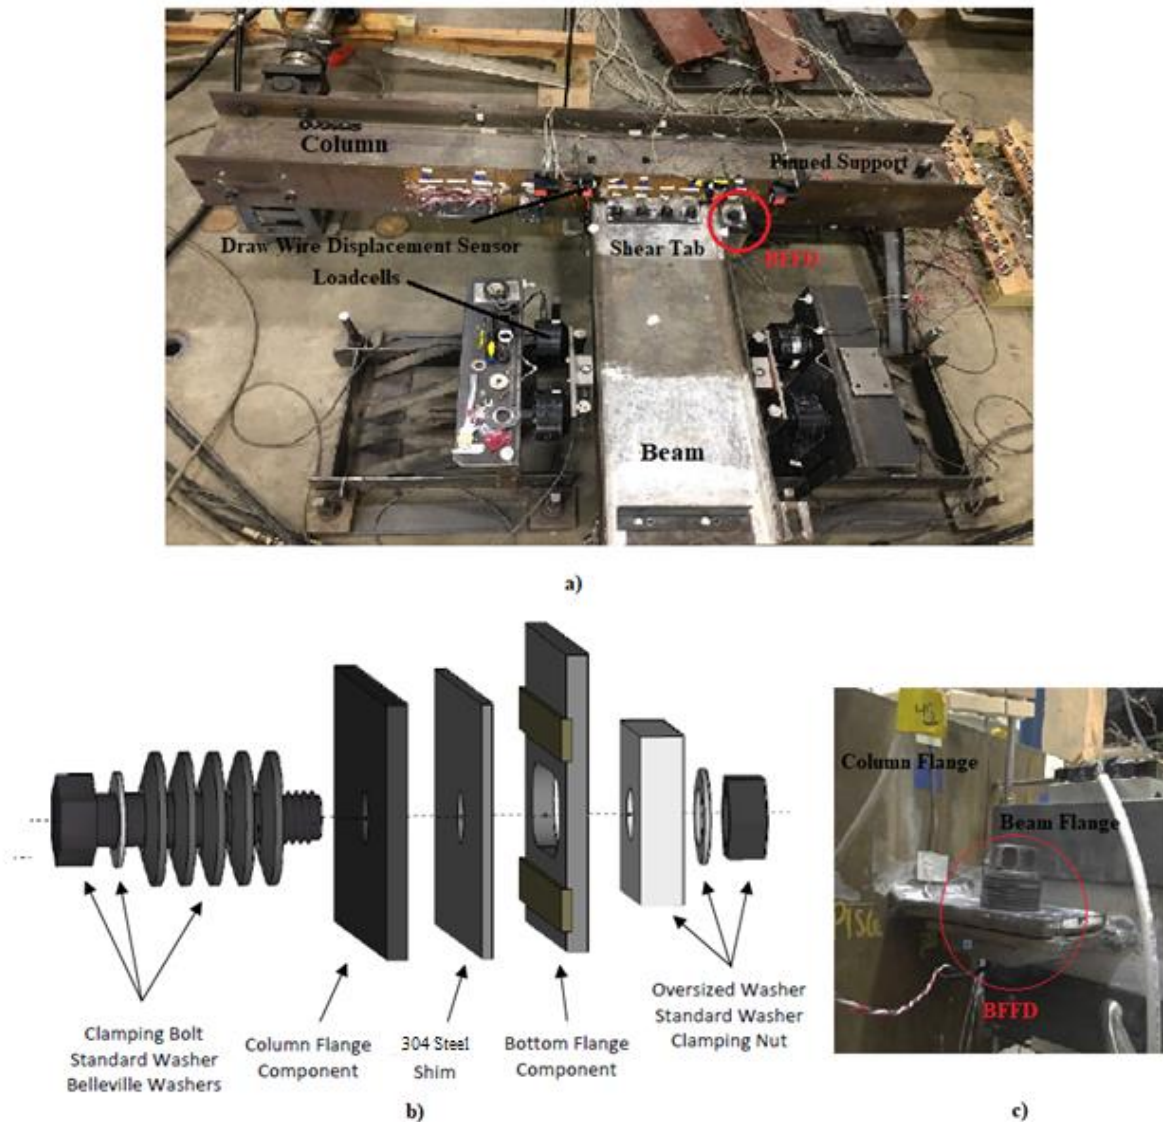 Column
Pinned Support
Draw Wire Displacement Sensor
Shear Tab
BFFD
Loadcells
Beam
a)
Clamping Bolt
Standard Washer
Belleville Washers
Column Flange
Component
304 Steel
Shim
Bottom Flange
Component
Oversized Washer
Standard Washer
Clamping Nut
b)
45
Column Flange
Beam Flange
BFFD
c)